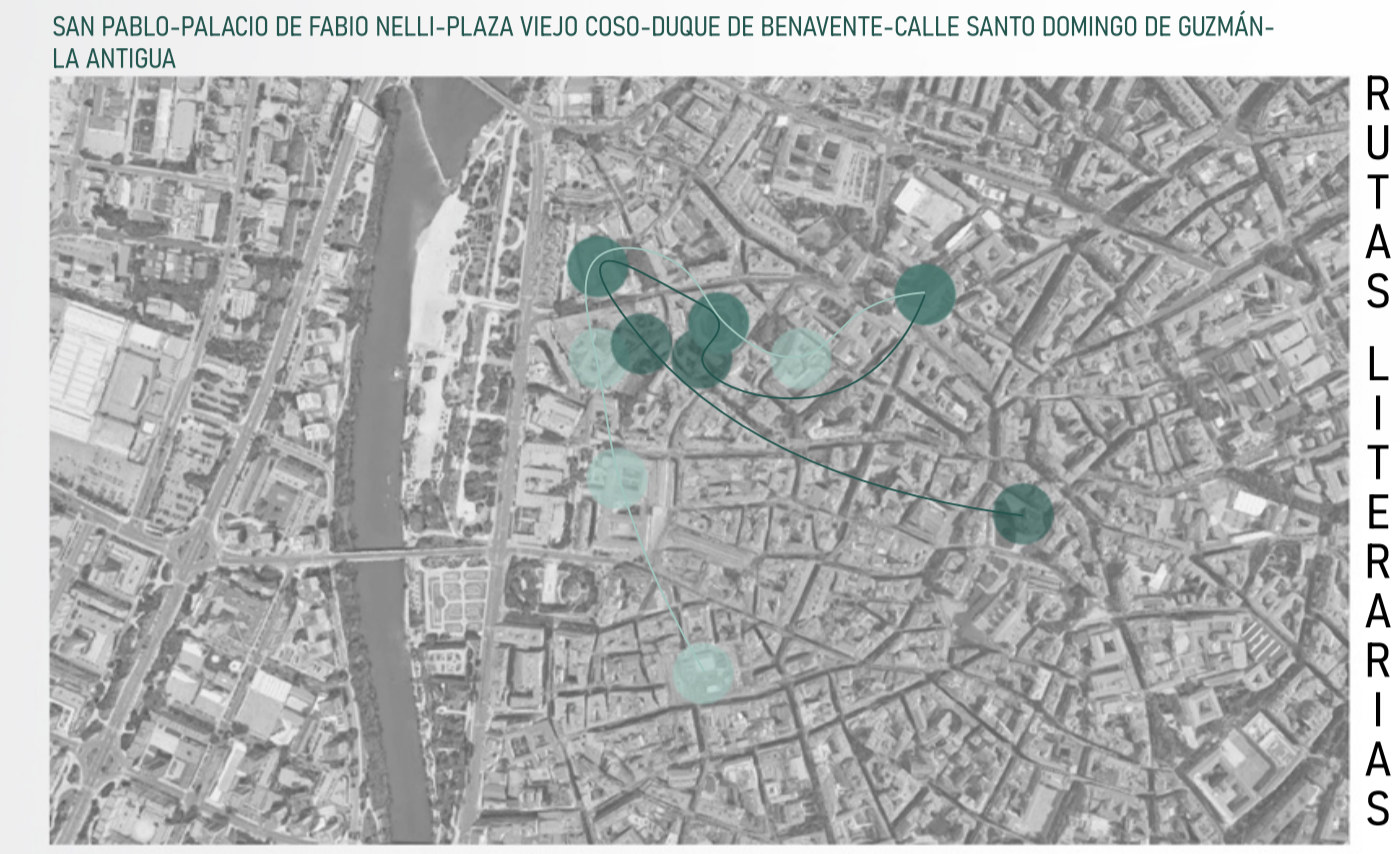 SAN PABLO-PALACIO DE FABIO NELLI-PLAZA VIEJO COSO-DUQUE DE BENAVENTE-CALLE SANTO DOMINGO DE GUZMÁN-
LA ANTIGUA
RUTAS LITERARIAS